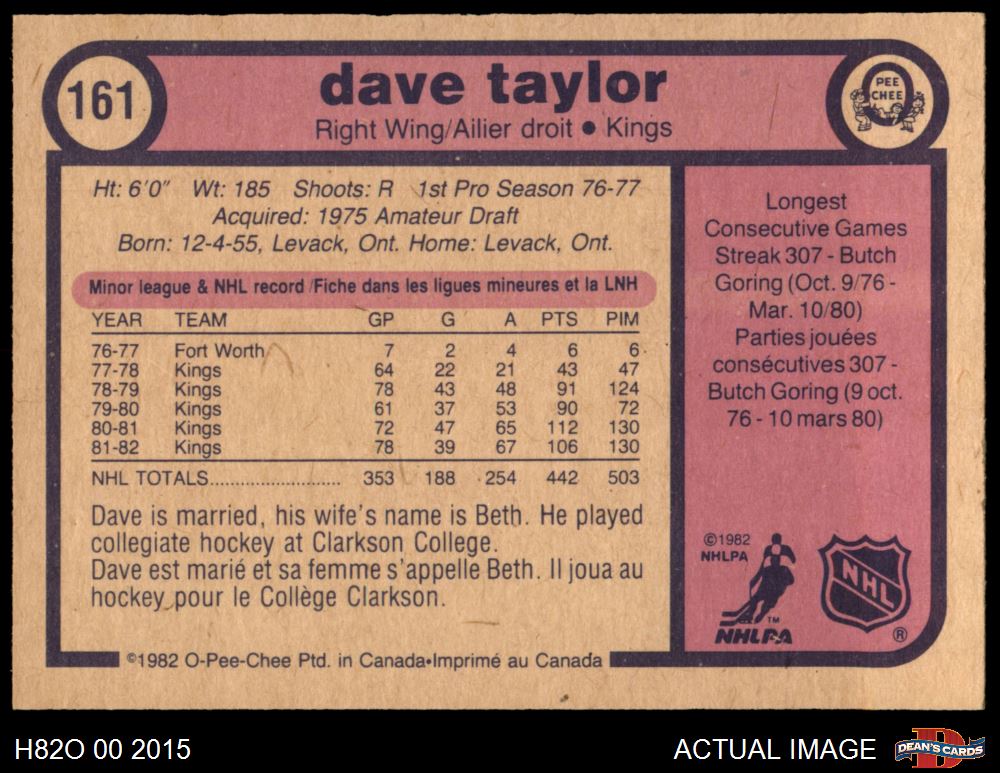 161
dave taylor
Right Wing/Ailier droit ● Kings
PEE
CHEE
Ht: 6'0" Wt: 185 Shoots: R 1st Pro Season 76-77
Acquired: 1975 Amateur Draft
Born: 12-4-55, Levack, Ont. Home: Levack, Ont.
Minor league & NHL record /Fiche dans les ligues mineures et la LNH
YEAR TEAM GP G A PTS PIM
76-77 Fort Worth 7 2 4 6 6
77-78 Kings 64 22 21 43 47
78-79 Kings 78 43 48 91 124
79-80 Kings 61 37 53 90 72
80-81 Kings 72 47 65 112 130
81-82 Kings 78 39 67 106 130
NHL TOTALS.......................... 353 188 254 442 503
Dave is married, his wife's name is Beth. He played
collegiate hockey at Clarkson College.
Dave est marié et sa femme s'appelle Beth. Il joua au
hockey pour le Collège Clarkson.
©1982 O-Pee-Chee Ptd. in Canada•Imprimé au Canada
Longest
Consecutive Games
Streak 307 - Butch
Goring (Oct. 9/76 -
Mar. 10/80)
Parties jouées
consécutives 307 -
Butch Goring (9 oct.
76 - 10 mars 80)
©1982
NHLPA
TM
NHLPA
NHL
®
H82O 00 2015
ACTUAL IMAGE
D
DEAN'S CARDS